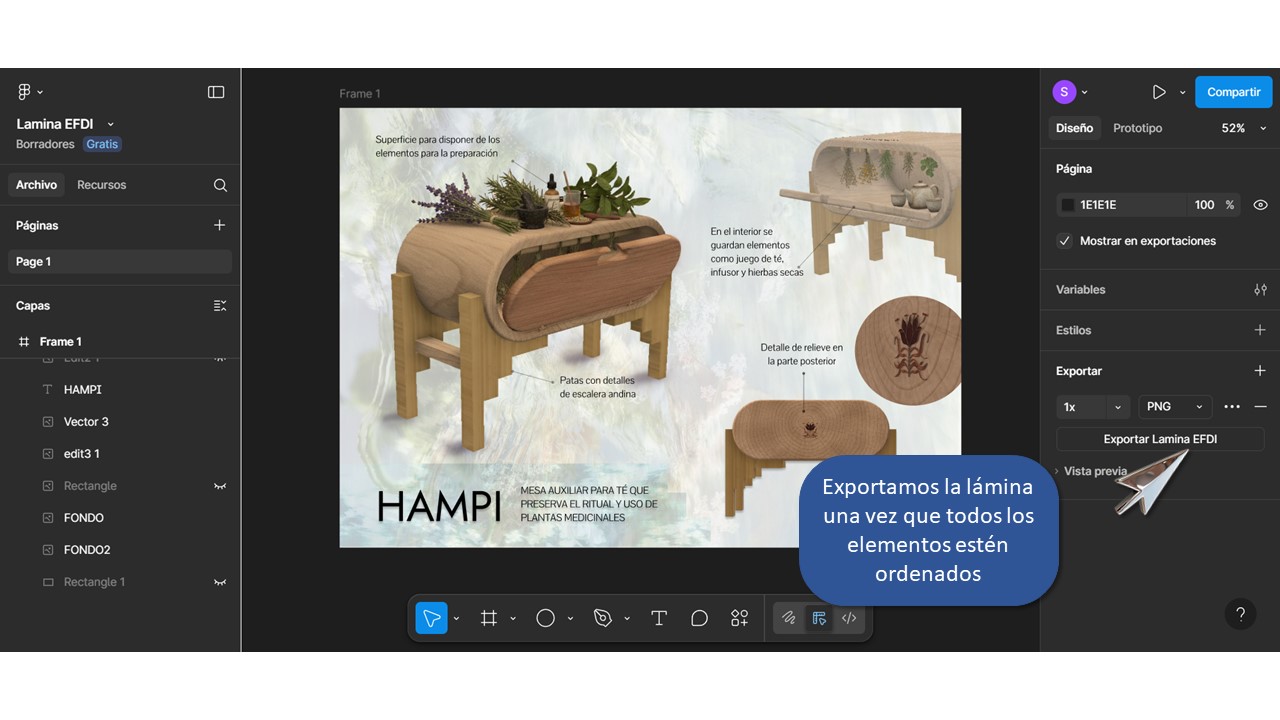 Lamina EFDI
Borradores Gratis
Archivo Recursos
Páginas
Page 1
Capas
Frame 1
Edit2 1
HAMPI
Vector 3
edit3 1
Rectangle
FONDO
FONDO2
Rectangle 1
Frame 1
Superficie para disponer de los
elementos para la preparación
En el interior se
guardan elementos
como juego de té,
infusor y hierbas secas
Detalle de relieve en
la parte posterior
Patas con detalles
de escalera andina
HAMPI
MESA AUXILIAR PARA TÉ QUE
PRESERVA EL RITUAL Y USO DE
PLANTAS MEDICINALES
Exportamos la lámina
una vez que todos los
elementos estén
ordenados
S
Compartir
Diseño Prototipo 52%
Página
1E1E1E 100 %
Mostrar en exportaciones
Variables
Estilos
Exportar
1x PNG
Exportar Lamina EFDI
Vista previa
?